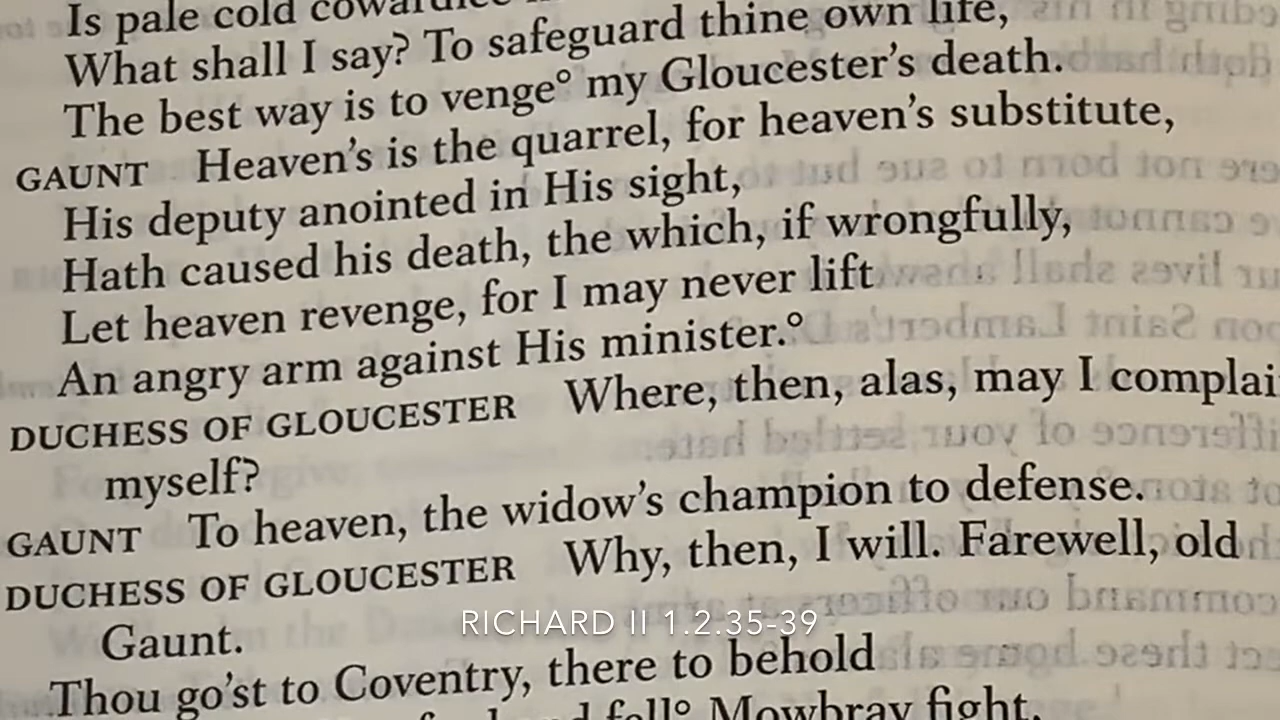 Is pale cold cowardice
What shall I say? To safeguard thine own life,
The best way is to venge° my Gloucester's death.
GAUNT Heaven's is the quarrel, for heaven's substitute,
His deputy anointed in His sight,
Hath caused his death, the which, if wrongfully,
Let heaven revenge, for I may never lift
An angry arm against His minister.°
DUCHESS OF GLOUCESTER Where, then, alas, may I complai
myself?
GAUNT To heaven, the widow's champion to defense.
DUCHESS OF GLOUCESTER Why, then, I will. Farewell, old
Gaunt.
RICHARD II 1.2.35-39
Thou go'st to Coventry, there to behold
fell° Mowbray fight.